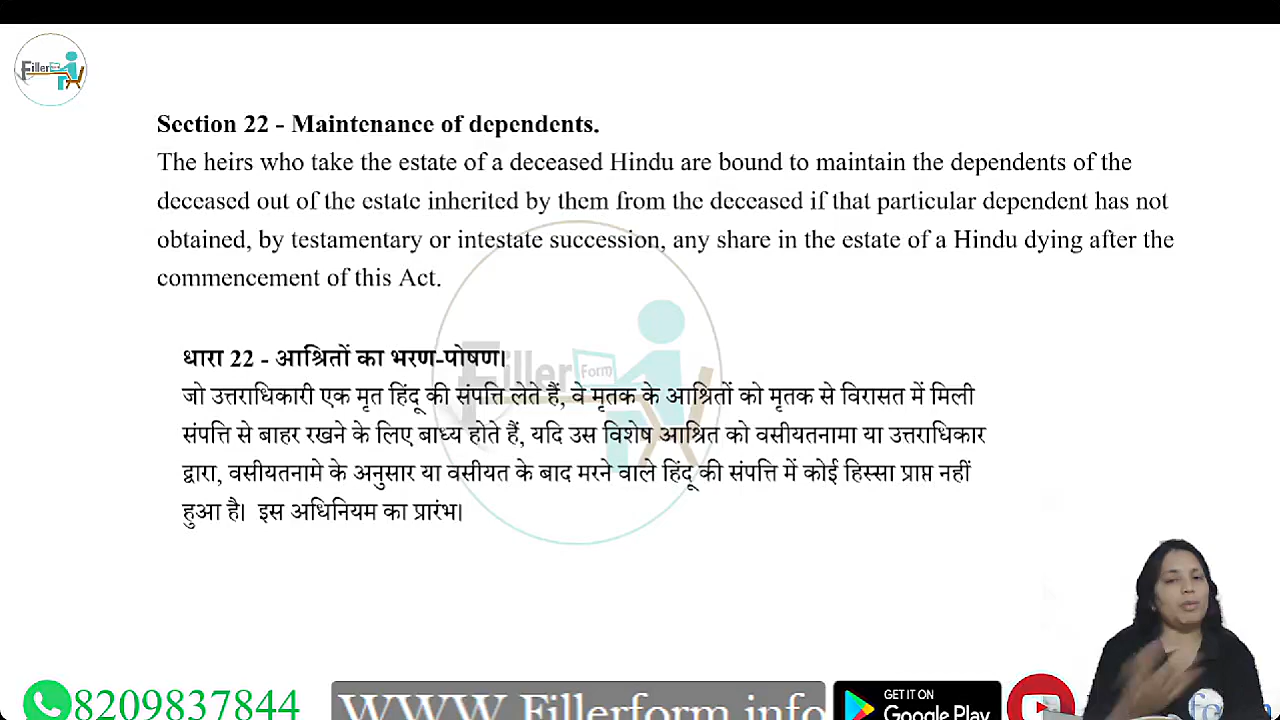 Filler
Section 22 - Maintenance of dependents.
The heirs who take the estate of a deceased Hindu are bound to maintain the dependents of the
deceased out of the estate inherited by them from the deceased if that particular dependent has not
obtained, by testamentary or intestate succession, any share in the estate of a Hindu dying after the
commencement of this Act.
धारा 22 - आश्रितों का भरण-पोषण।
जो उत्तराधिकारी एक मृत हिंदू की संपत्ति लेते हैं, वे मृतक के आश्रितों को मृतक से विरासत में मिली
संपत्ति से बाहर रखने के लिए बाध्य होते हैं, यदि उस विशेष आश्रित को वसीयतनामा या उत्तराधिकार
द्वारा, वसीयतनामे के अनुसार या वसीयत के बाद मरने वाले हिंदू की संपत्ति में कोई हिस्सा प्राप्त नहीं
हुआ है। इस अधिनियम का प्रारंभ।
Filler Form
8209837844
WWW.Fillerform.info
GET IT ON
Google Play